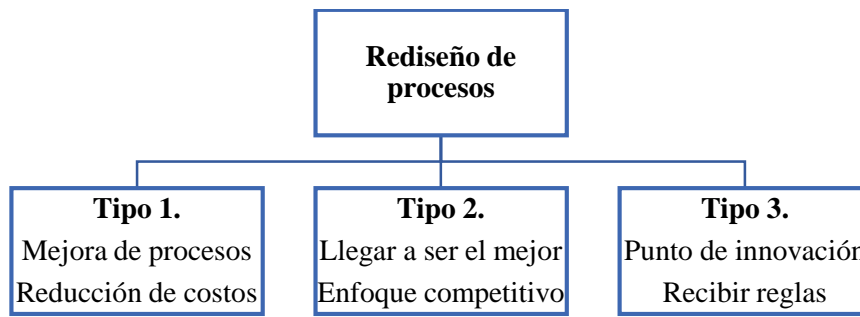 Rediseño de
procesos
Tipo 1.
Mejora de procesos
Reducción de costos
Tipo 2.
Llegar a ser el mejor
Enfoque competitivo
Tipo 3.
Punto de innovación
Recibir reglas